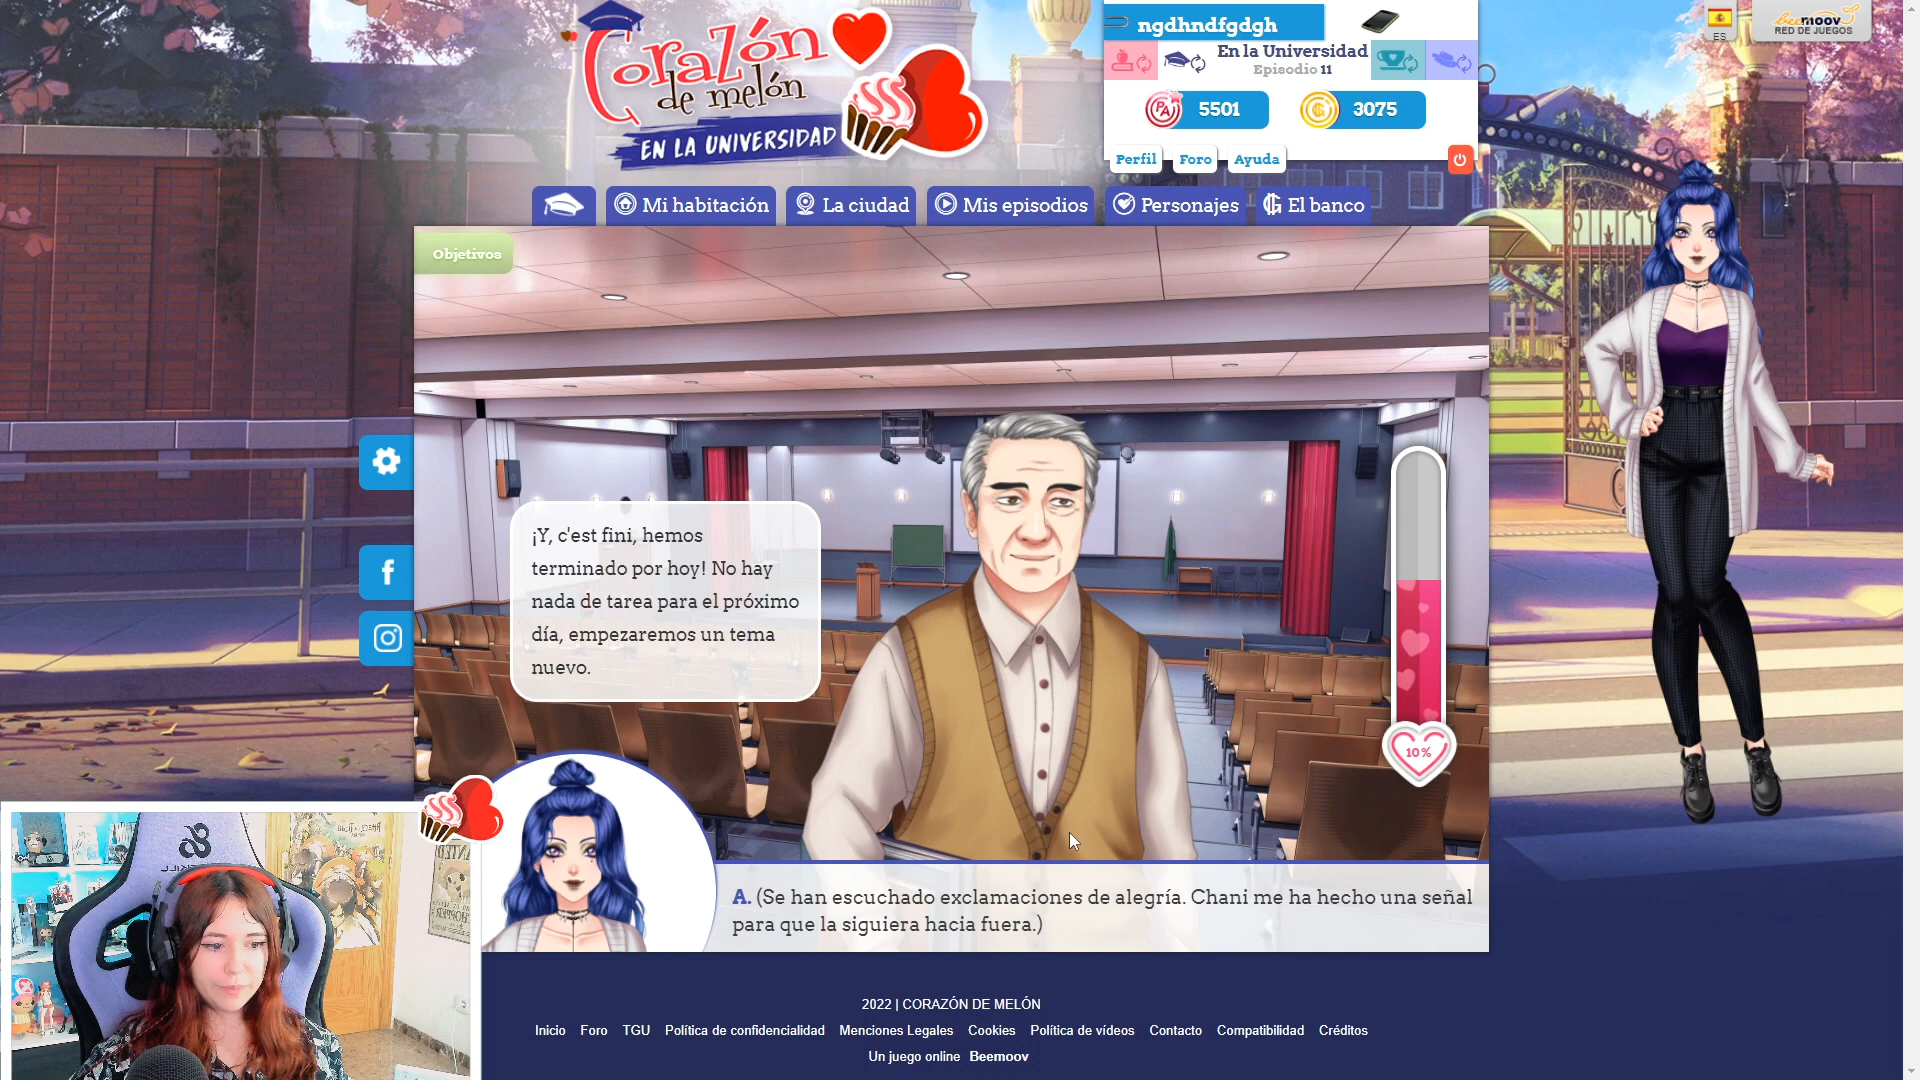 Corazón
de melón
EN LA UNIVERSIDAD
ngdhndfgdgh
En la Universidad
Episodio 11
PA
5501
3075
Perfil
Foro
Ayuda
ES
beemoov
RED DE JUEGOS
Mi habitación
La ciudad
Mis episodios
Personajes
El banco
Objetivos
¡Y, c'est fini, hemos
terminado por hoy! No hay
nada de tarea para el próximo
día, empezaremos un tema
nuevo.
10%
A. (Se han escuchado exclamaciones de alegría. Chani me ha hecho una señal
para que la siguiera hacia fuera.)
2022 | CORAZÓN DE MELÓN
Inicio Foro TGU Política de confidencialidad Menciones Legales Cookies Política de vídeos Contacto Compatibilidad Créditos
Un juego online Beemoov